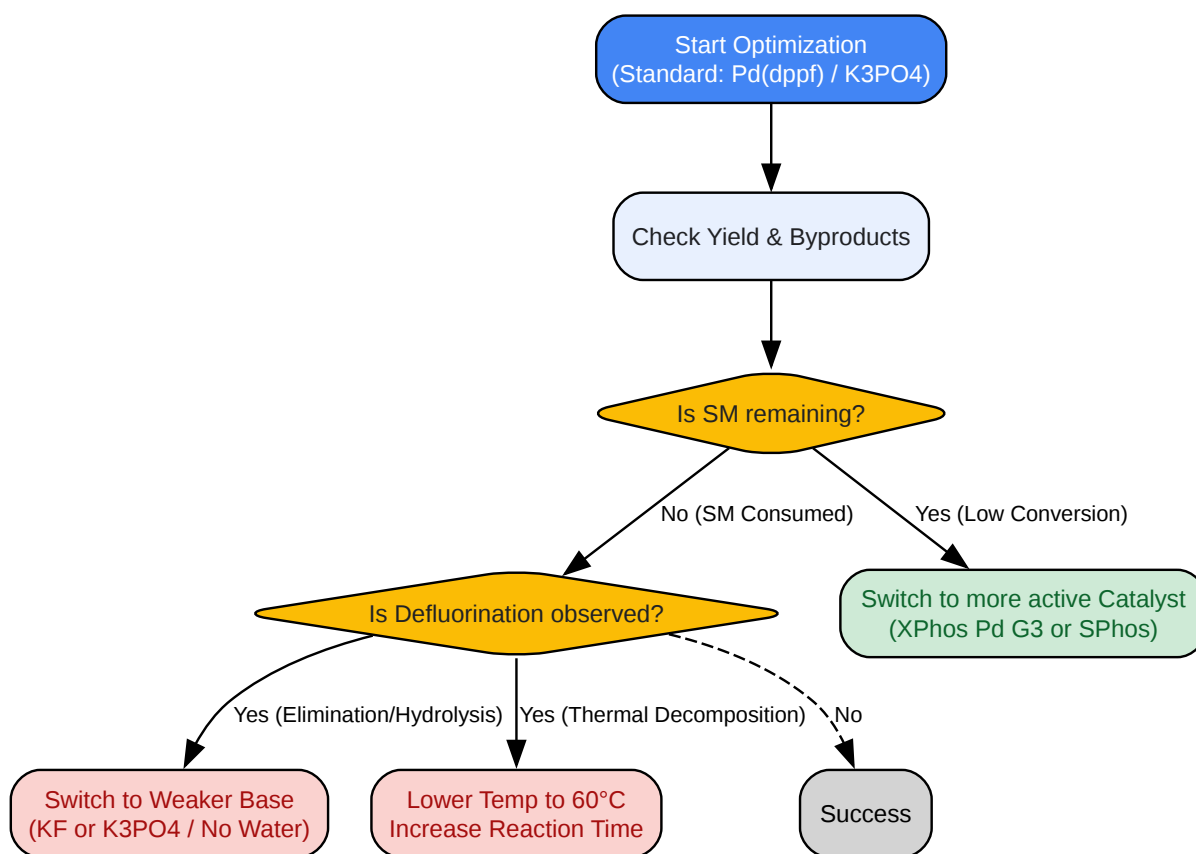 Start Optimization
(Standard: Pd(dppf) / K3PO4)
Check Yield & Byproducts
Is SM remaining?
No (SM Consumed)
Yes (Low Conversion)
Is Defluorination observed?
Switch to more active Catalyst
(XPhos Pd G3 or SPhos)
Yes (Elimination/Hydrolysis)
Yes (Thermal Decomposition)
No
Switch to Weaker Base
(KF or K3PO4 / No Water)
Lower Temp to 60°C
Increase Reaction Time
Success